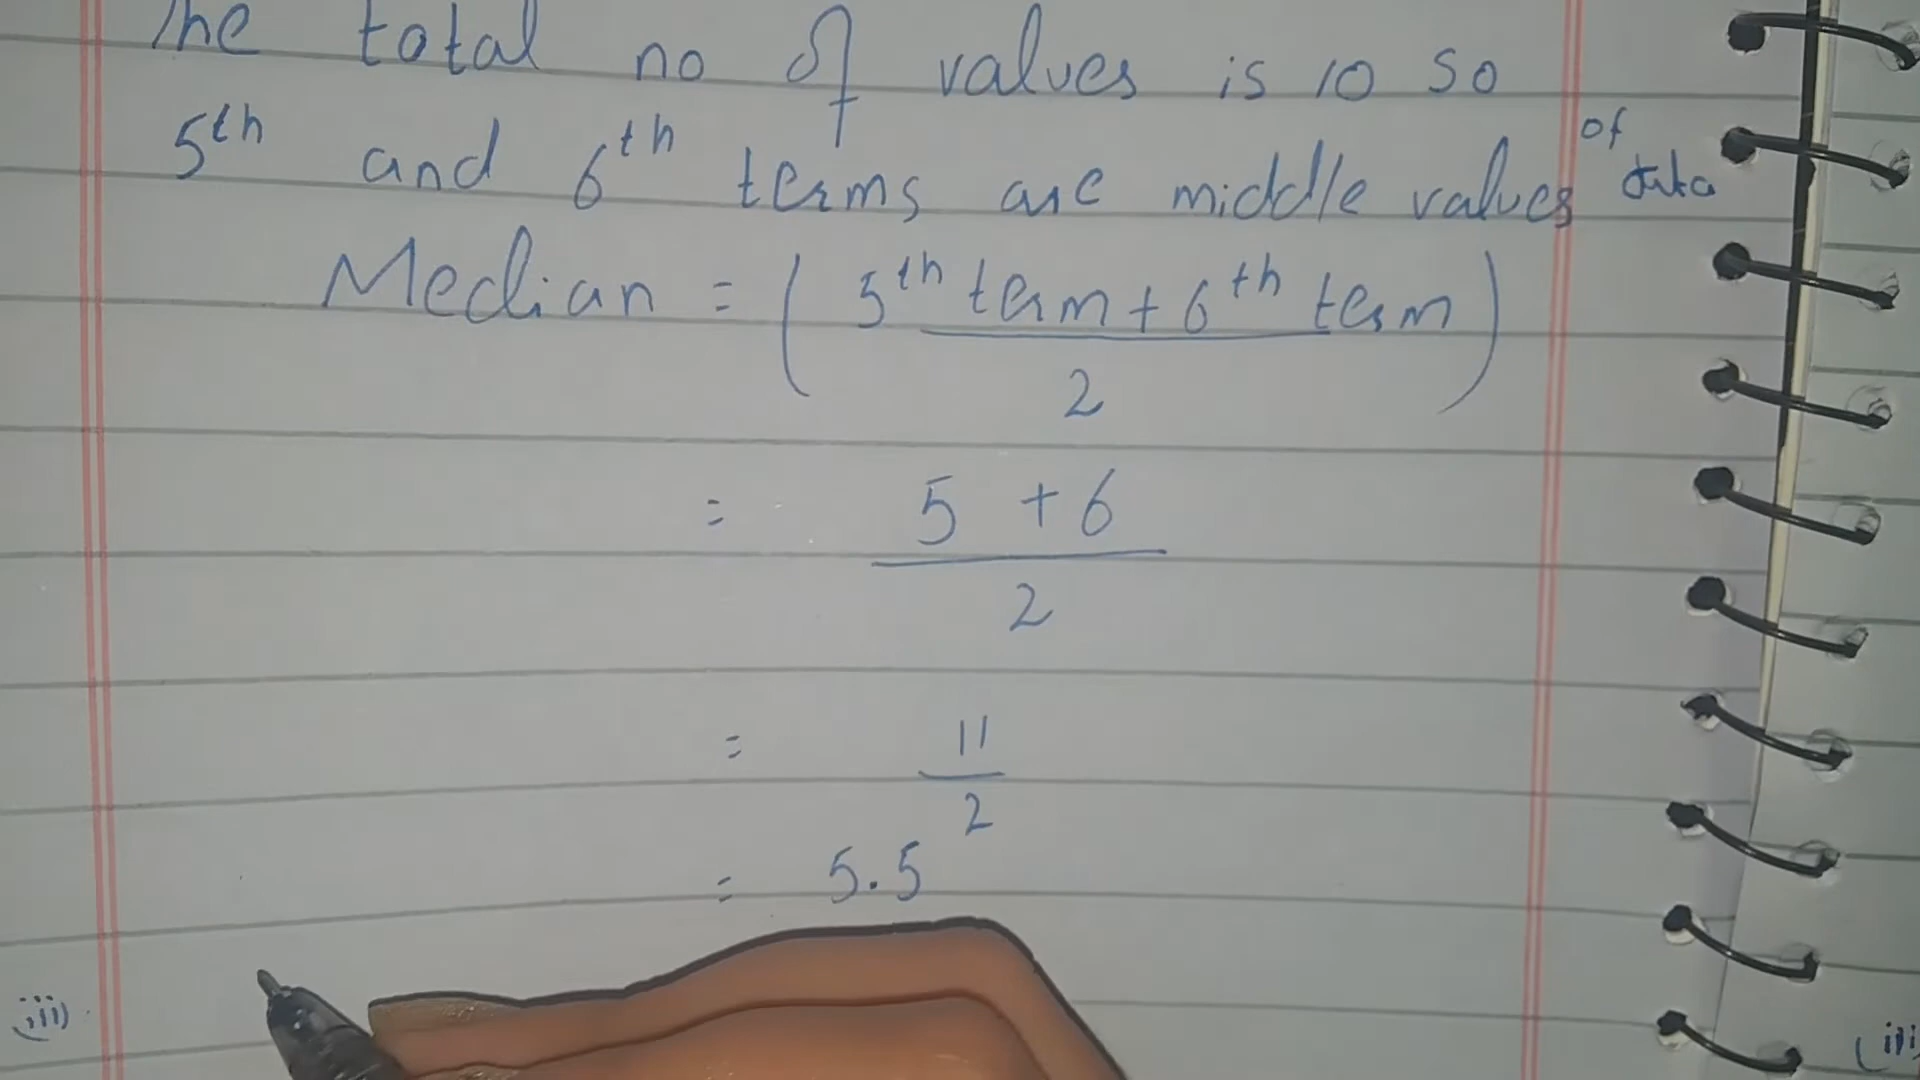 The total no of values is 10 so
5th and 6th terms are middle values of data
Median = ( 5th term + 6th term )
2
= 5 + 6
2
= 11
2
= 5.5
(iii)
(iii